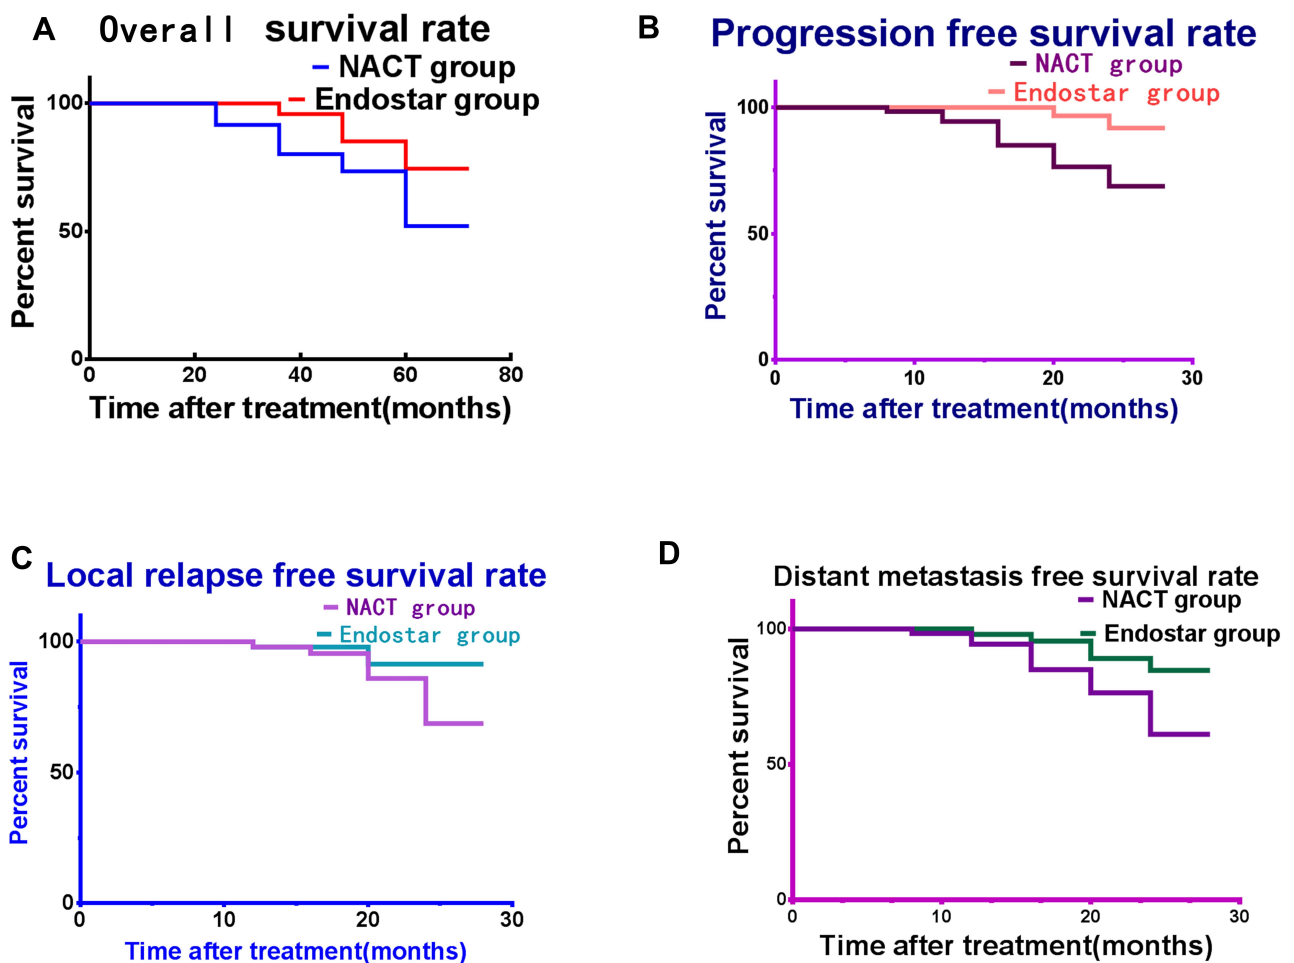 A
Overall survival rate
NACT group
Endostar group
Percent survival
100
50
0
0 20 40 60 80
Time after treatment(months)
B
Progression free survival rate
NACT group
Endostar group
Percent survival
100
50
0
0 10 20 30
Time after treatment(months)
C
Local relapse free survival rate
NACT group
Endostar group
Percent survival
100
50
0
0 10 20 30
Time after treatment(months)
D
Distant metastasis free survival rate
NACT group
Endostar group
Percent survival
100
50
0
0 10 20 30
Time after treatment(months)